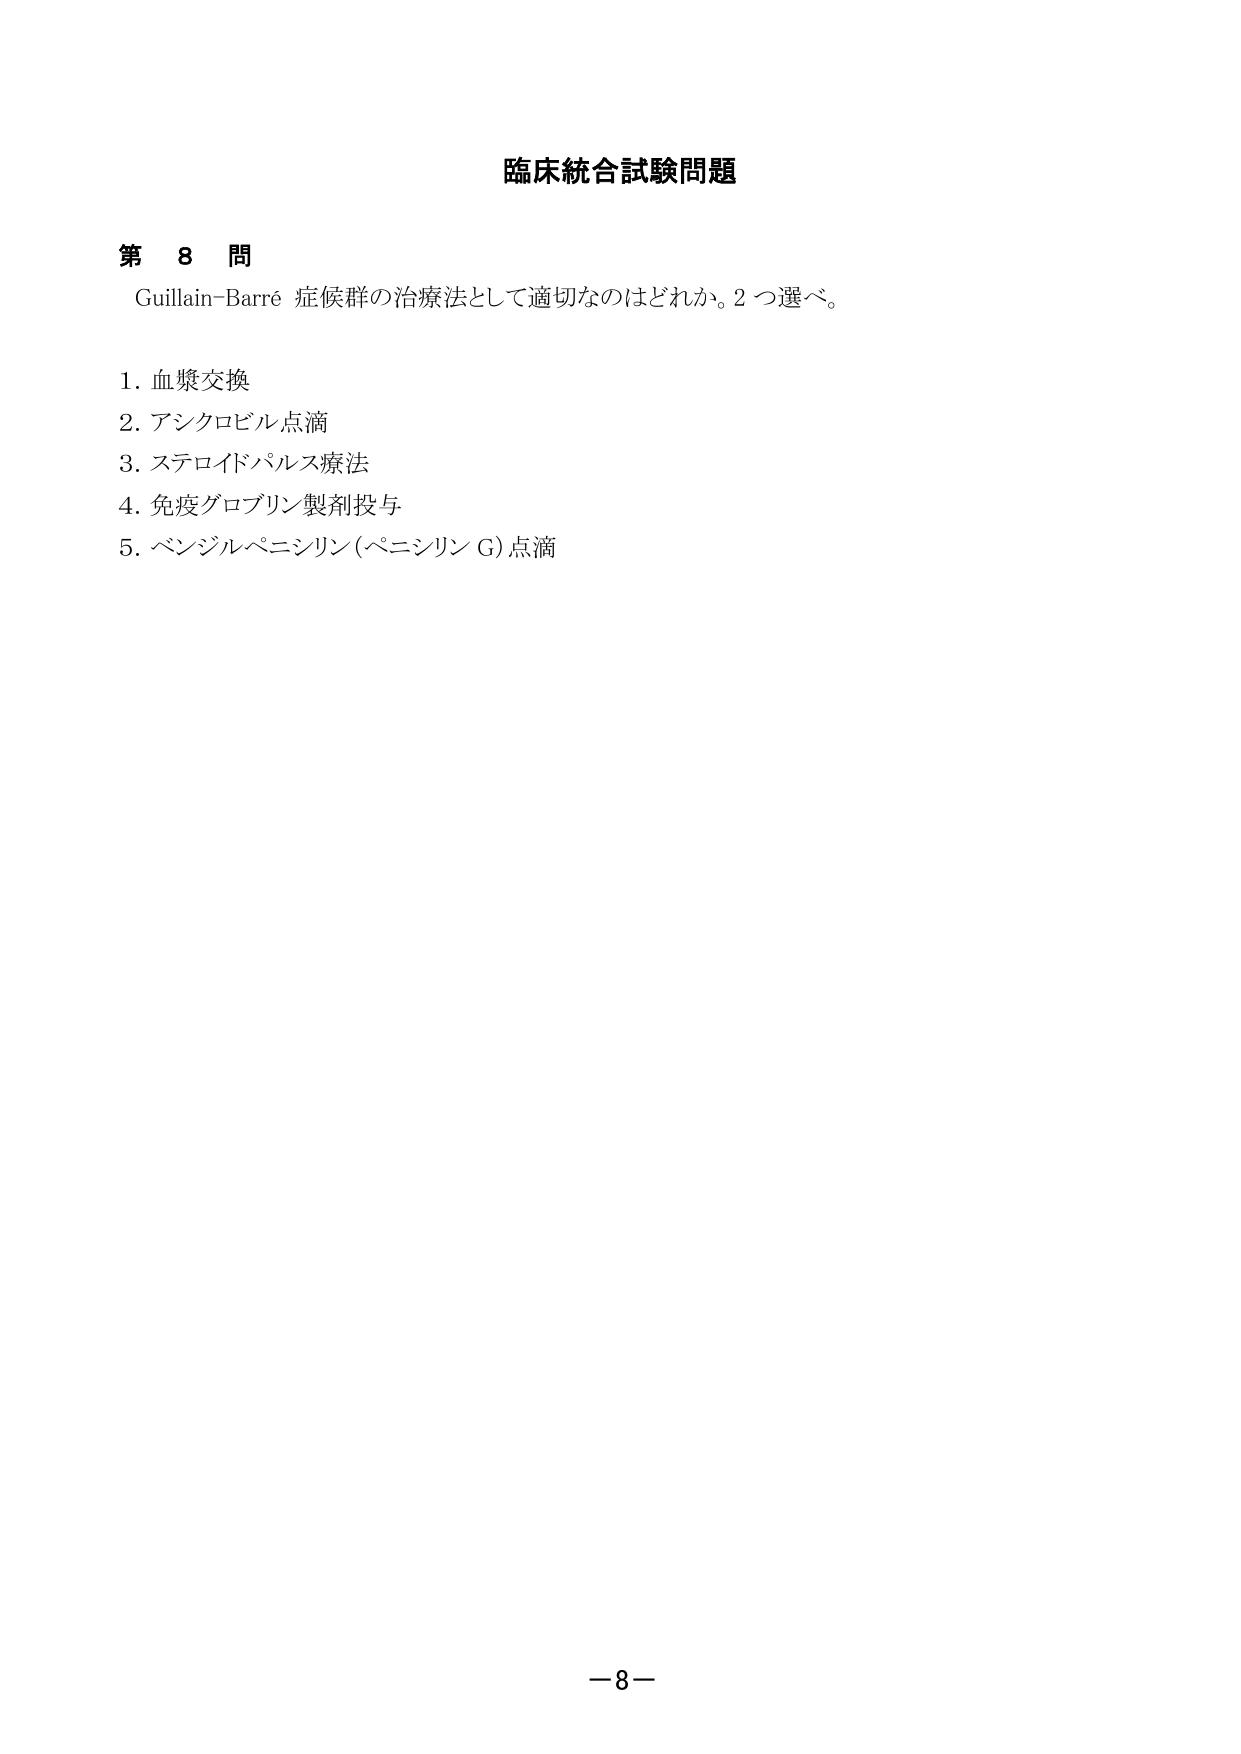 臨床統合試験問題
第 8 問
Guillain-Barré 症候群の治療法として適切なのはどれか。2 つ選べ。
1. 血漿交換
2. アシクロビル点滴
3. ステロイドパルス療法
4. 免疫グロブリン製剤投与
5. ベンジルペニシリン(ペニシリン G)点滴
—8—